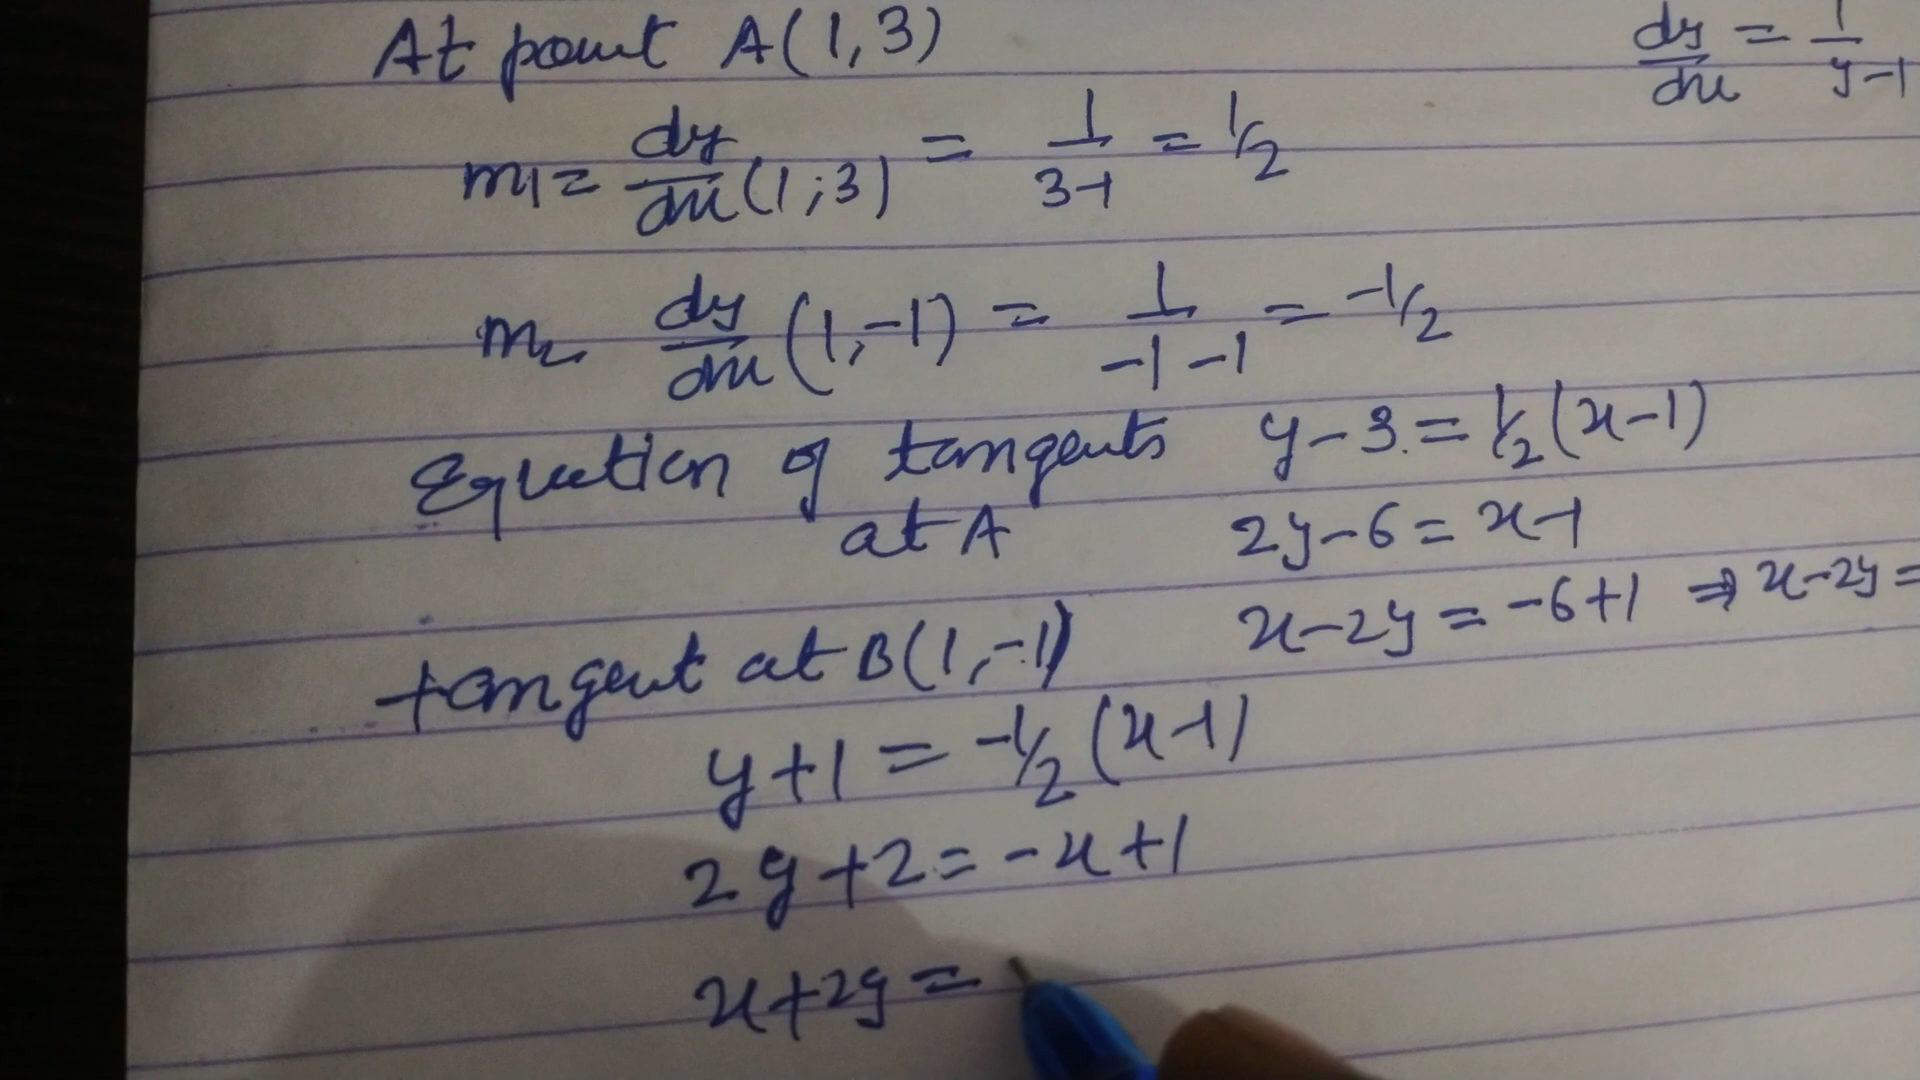 At point A(1,3)
dy/dx = 1/y-1
m1 = dy/dx (1,3) = 1/3-1 = 1/2
m2 dy/dx (1,-1) = 1/-1-1 = -1/2
Equation of tangents y-3 = 1/2(x-1)
at A 2y-6 = x-1
x-2y = -6+1 ⇒ x-2y =
tangent at B(1,-1)
y+1 = -1/2 (x-1)
2y+2 = -x+1
x+2y =